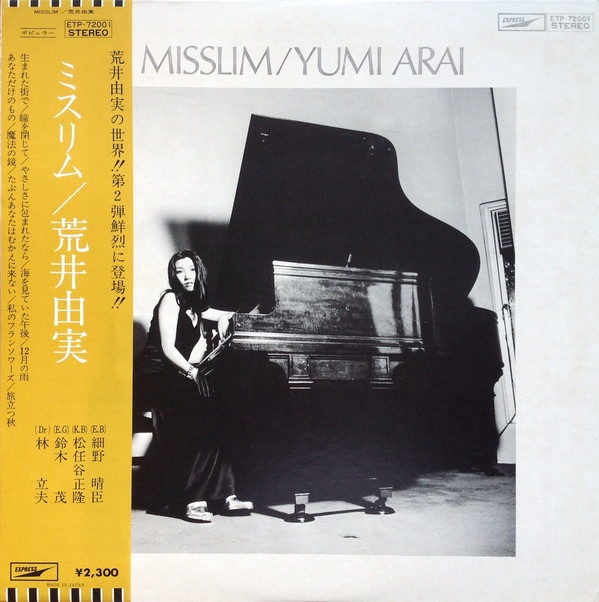 MISSLIM／荒井由実
ETP-72001
STEREO
ポピュラー
荒井由実の世界!!第2弾鮮烈に登場!!
ミスリム／荒井由実
生まれた街で／瞳を閉じて／やさしさに包まれたなら／海を見ていた午後／12月の雨
あなただけのもの／魔法の鏡／たぶんあなたはむかえに来ない／私のフランソワーズ／旅立つ秋
(E.B)細野 晴臣
(K.B)松任谷正隆
(E.G)鈴木 茂
(Dr)林 立夫
EXPRESS
¥2,300
MADE IN JAPAN
EXPRESS
ETP-72001
STEREO
MISSLIM/YUMI ARAI